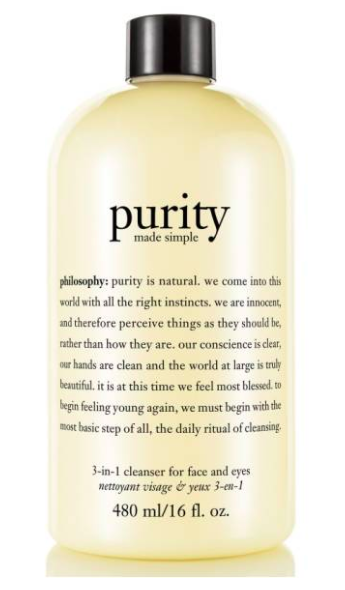 purity
made simple
philosophy: purity is natural. we come into this
world with all the right instincts. we are innocent,
and therefore perceive things as they should be,
rather than how they are. our conscience is clear,
our hands are clean and the world at large is truly
beautiful. it is at this time we feel most blessed. to
begin feeling young again, we must begin with the
most basic step of all, the daily ritual of cleansing.
3-in-1 cleanser for face and eyes
nettoyant visage & yeux 3-en-1
480 ml/16 fl. oz.